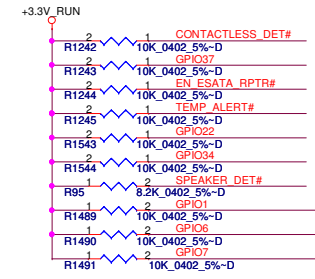 +3.3V_RUN
2 1 CONTACTLESS_DET#
R1242 10K_0402_5%~D
2 1 GPIO37
R1243 10K_0402_5%~D
2 1 EN_ESATA_RPTR#
R1244 10K_0402_5%~D
2 1 TEMP_ALERT#
R1245 10K_0402_5%~D
2 1 GPIO22
R1543 10K_0402_5%~D
2 1 GPIO34
R1544 10K_0402_5%~D
1 2 SPEAKER_DET#
R95 8.2K_0402_5%~D
1 2 GPIO1
R1489 10K_0402_5%~D
1 2 GPIO6
R1490 10K_0402_5%~D
1 2 GPIO7
R1491 10K_0402_5%~D